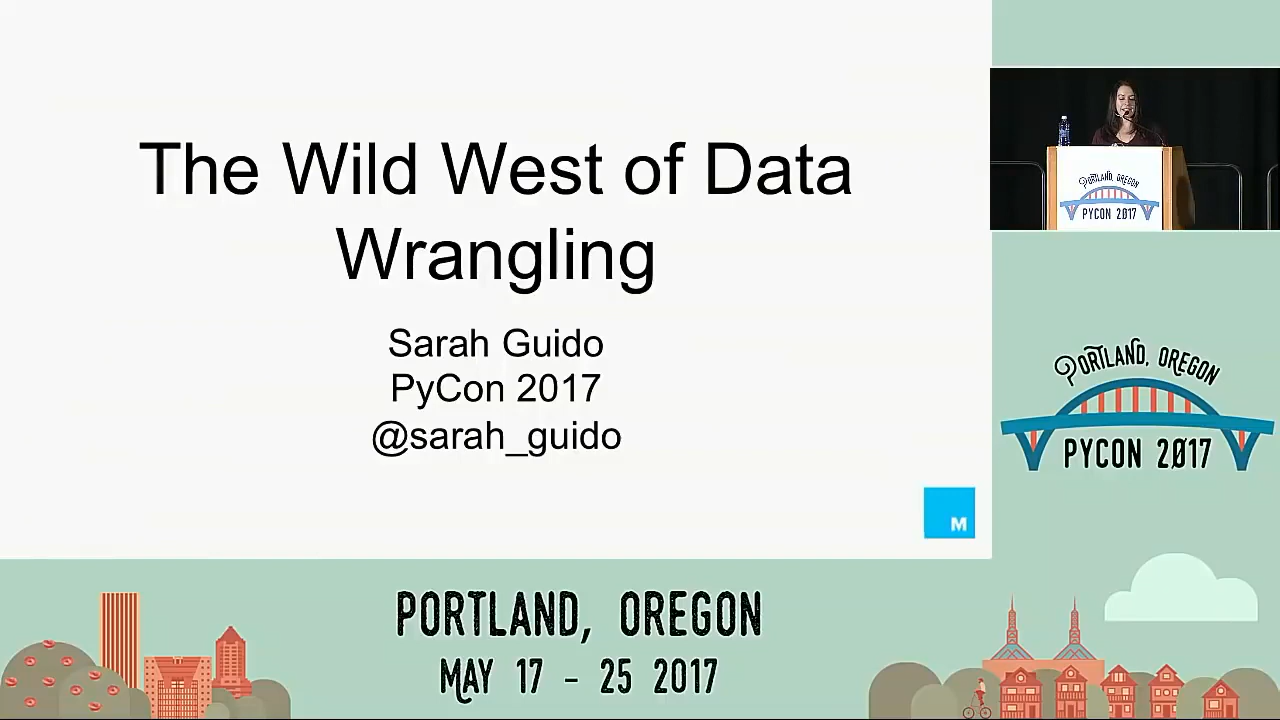 The Wild West of Data
Wrangling
Sarah Guido
PyCon 2017
@sarah_guido
M
PORTLAND, OREGON
PYCON 2017
PORTLAND, OREGON
PYCON 2017
PORTLAND, OREGON
MAY 17 - 25 2017